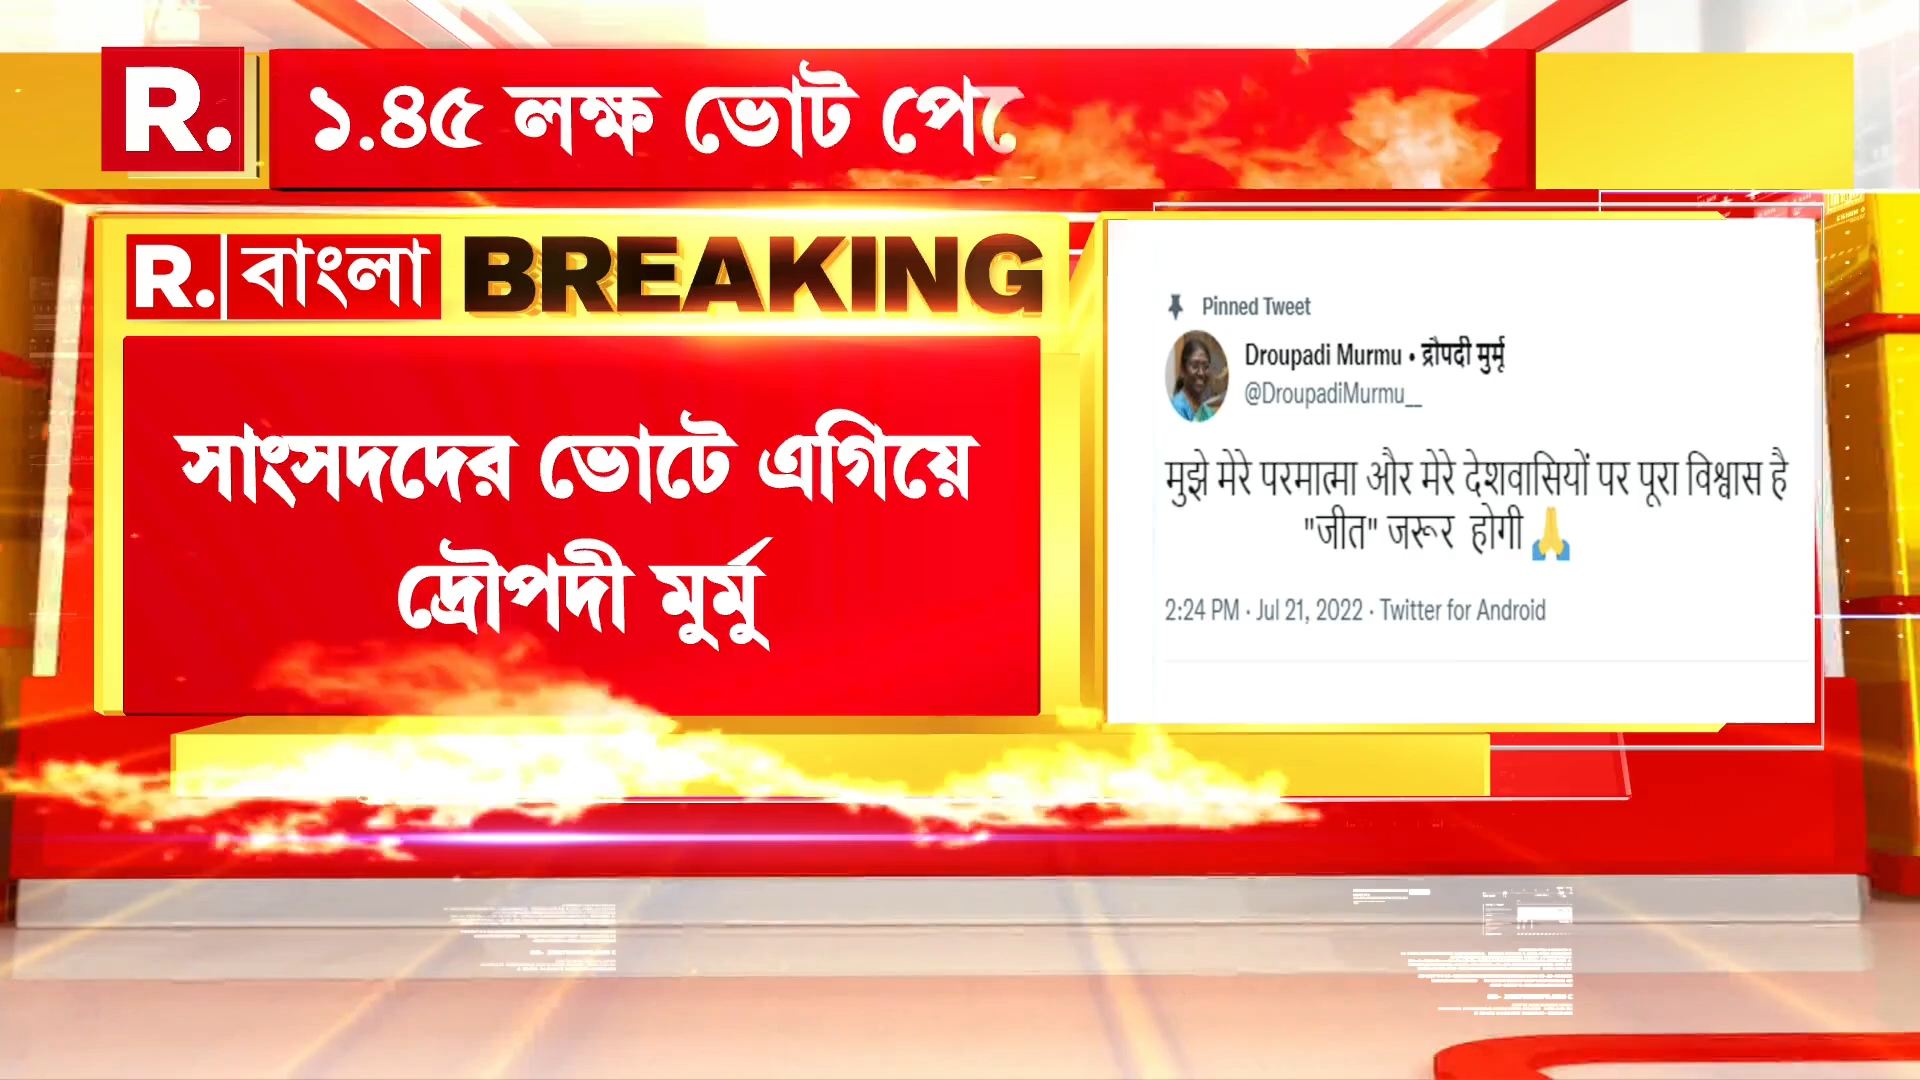 R. ১.৪৫ লক্ষ ভোট
R. বাংলা BREAKING
সাংসদদের ভোটে এগিয়ে
দ্রৌপদী মুর্মু
Pinned Tweet
Droupadi Murmu • द्रौपदी मुर्मू
@DroupadiMurmu__
मुझे मेरे परमात्मा और मेरे देशवासियों पर पूरा विश्वास है
"जीत" जरूर होगी 🙏
2:24 PM · Jul 21, 2022 · Twitter for Android